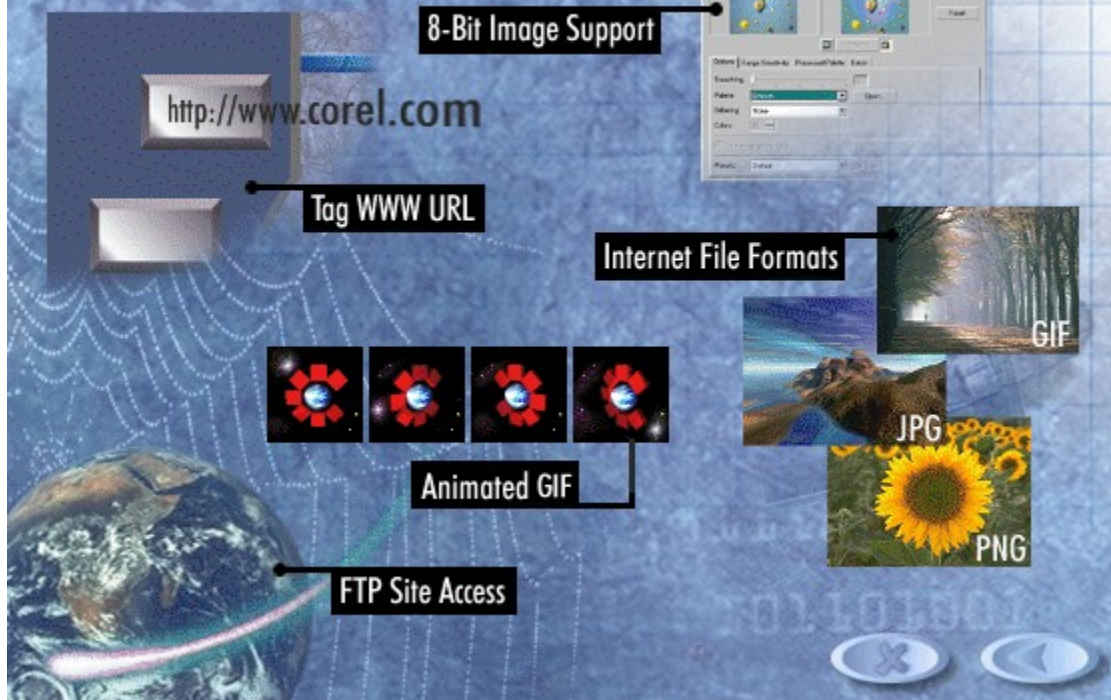 8-Bit Image Support
http://www.corel.com
Tag WWW URL
Internet File Formats
GIF
JPG
PNG
Animated GIF
FTP Site Access